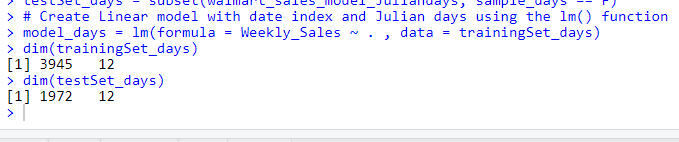 > testSet_days = subset(walmart_sales_model_Juliandays, sample_days == F)
> # Create Linear model with date index and Julian days using the lm() function
> model_days = lm(formula = Weekly_Sales ~ . , data = trainingSet_days)
> dim(trainingSet_days)
[1] 3945   12
> dim(testSet_days)
[1] 1972   12
>